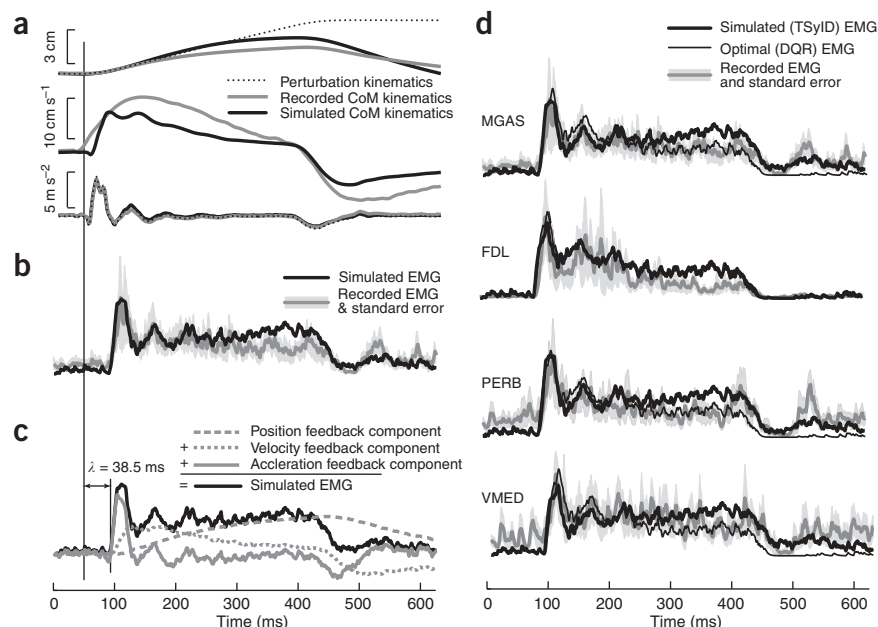 a
3 cm
Perturbation kinematics
Recorded CoM kinematics
Simulated CoM kinematics
10 cm s–1
5 m s–2
b
Simulated EMG
Recorded EMG
& standard error
c
Position feedback component
+ Velocity feedback component
+ Accleration feedback component
= Simulated EMG
λ = 38.5 ms
0 100 200 300 400 500 600
Time (ms)
d
Simulated (TSyID) EMG
Optimal (DQR) EMG
Recorded EMG
and standard error
MGAS
FDL
PERB
VMED
0 100 200 300 400 500 600
Time (ms)